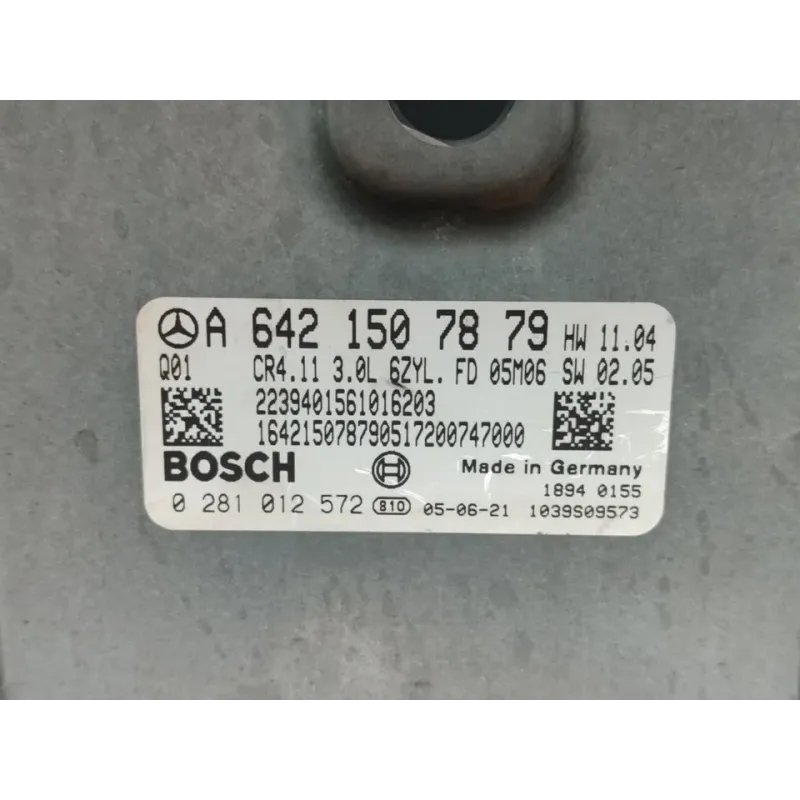 A 642 150 78 79 HW 11.04
Q01 CR4.11 3.0L 6ZYL. FD 05M06 SW 02.05
2239401561016203
164215078790517200747000
BOSCH Made in Germany
1894 0155
0 281 012 572 810 05-06-21 1039S09573